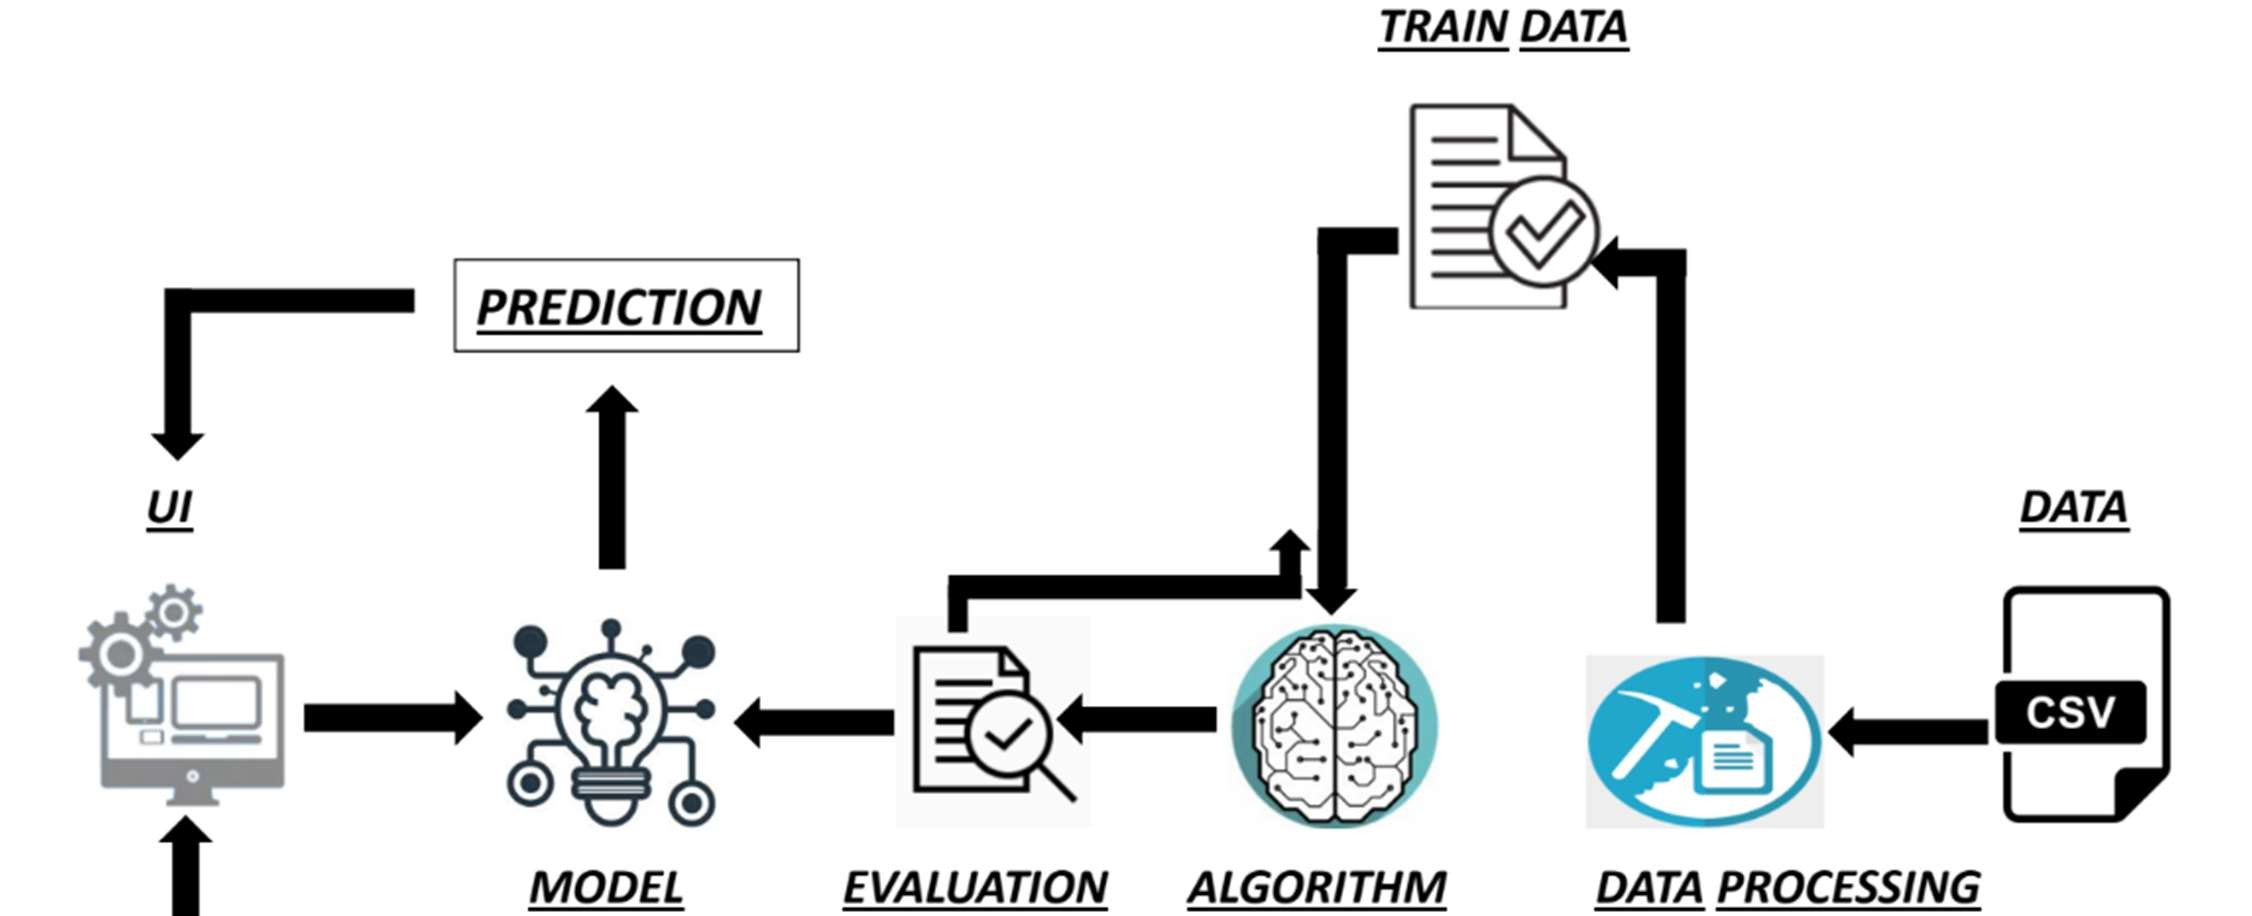 TRAIN DATA
PREDICTION
UI
DATA
CSV
MODEL
EVALUATION
ALGORITHM
DATA PROCESSING